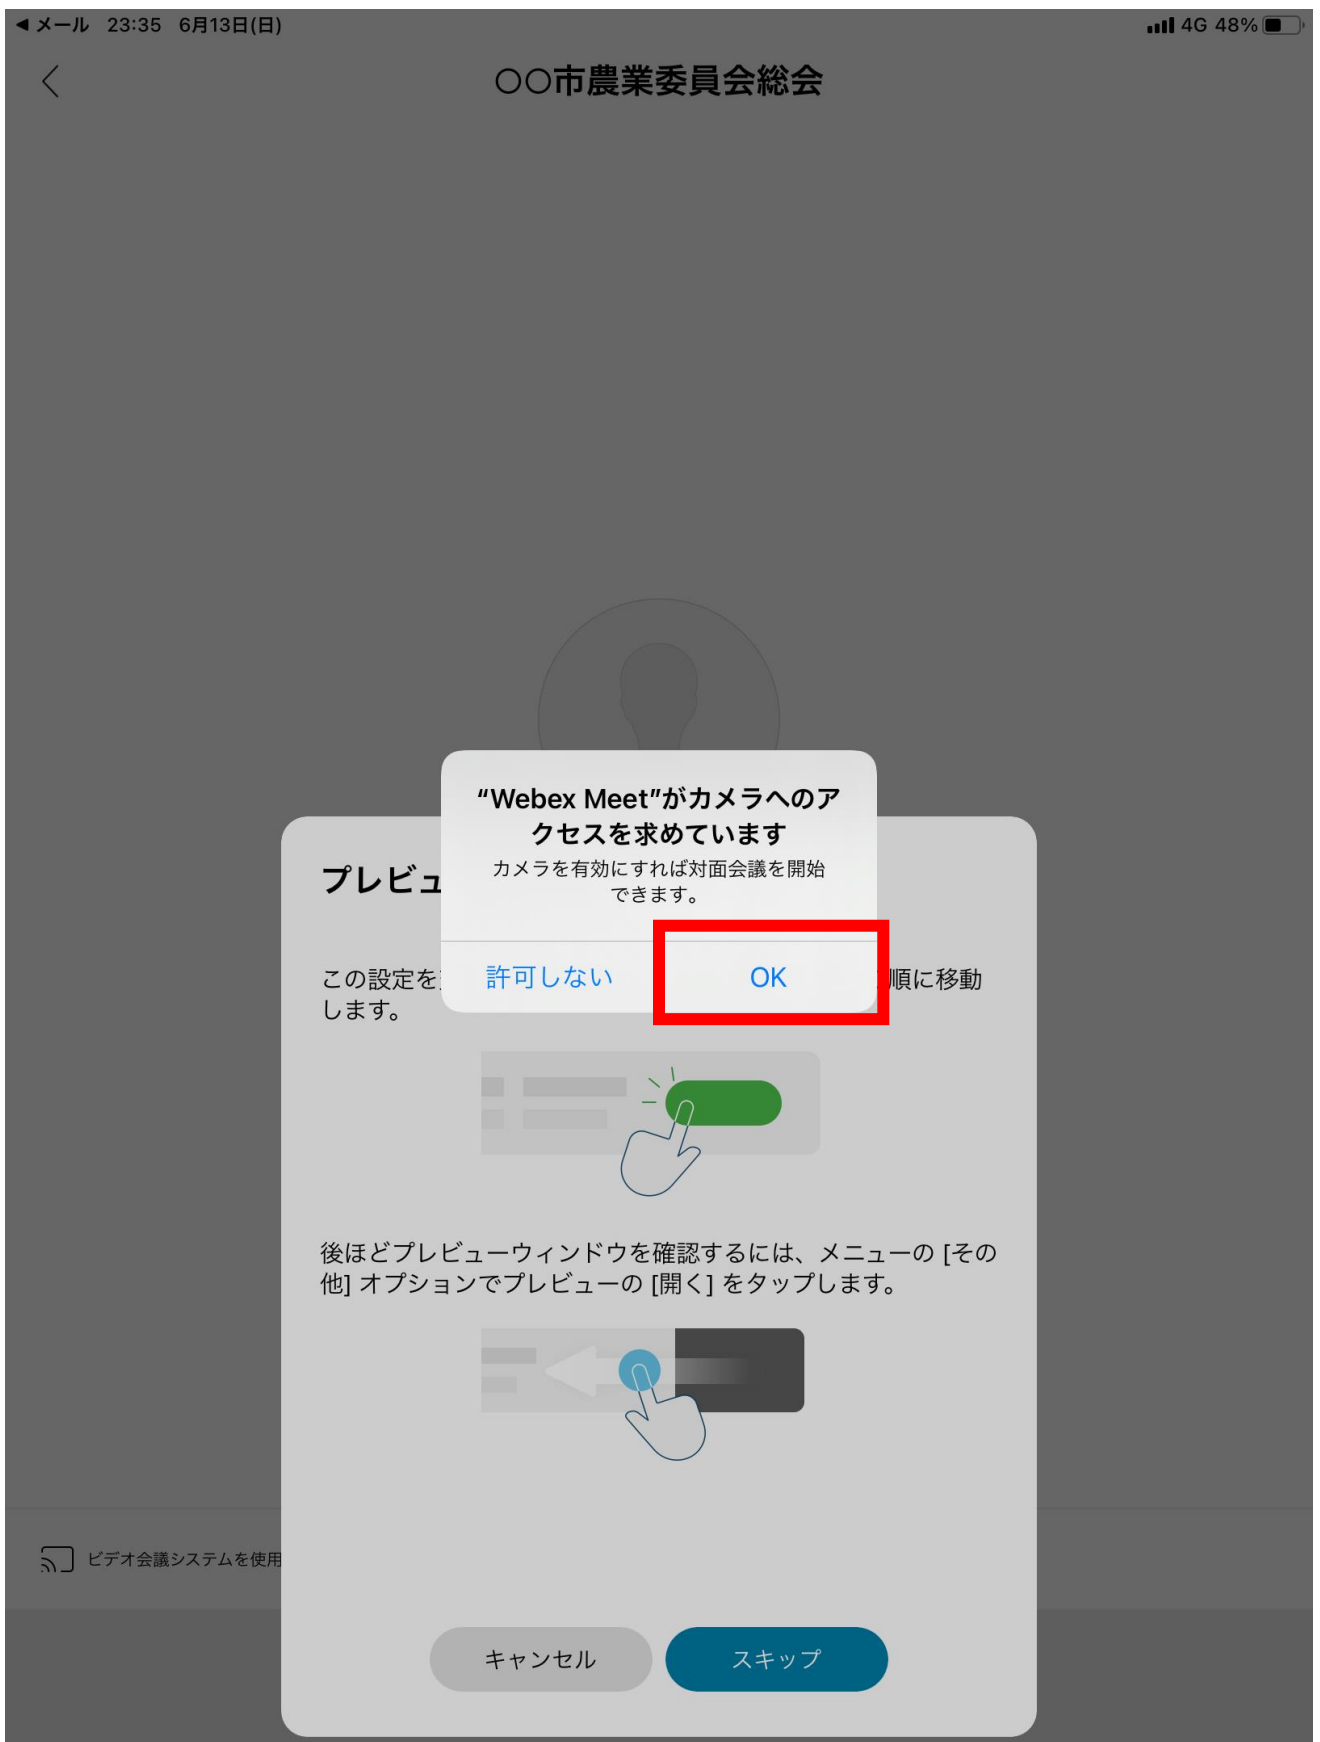 ◀メール 23:35 6月13日(日)
4G 48%
○○市農業委員会総会
“Webex Meet”がカメラへのア
クセスを求めています
カメラを有効にすれば対面会議を開始
できます。
許可しない OK
プレビュ
この設定を
順に移動
します。
後ほどプレビューウィンドウを確認するには、メニューの [その
他] オプションでプレビューの [開く] をタップします。
ビデオ会議システムを使用
キャンセル スキップ